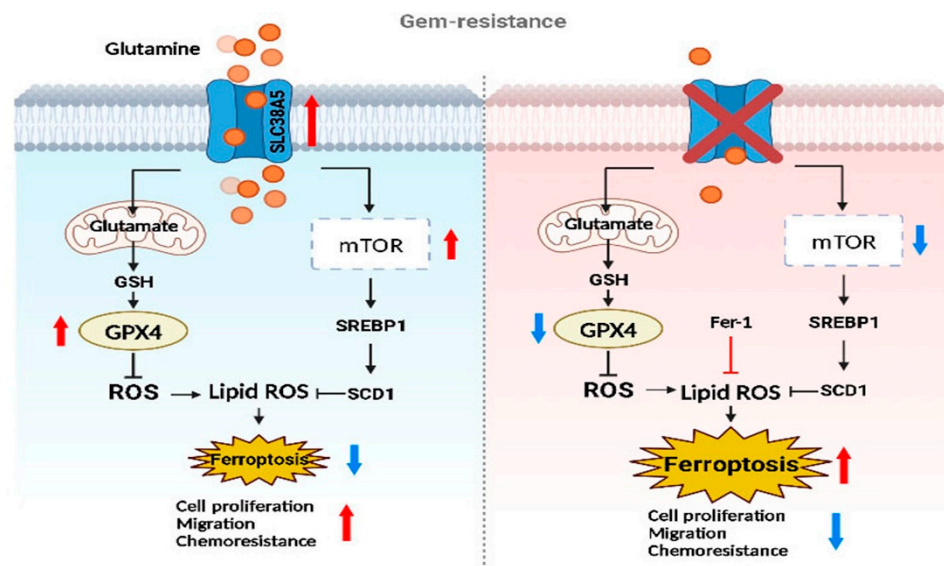 Gem-resistance
Glutamine
SLC38A5
Glutamate
GSH
GPX4
ROS
mTOR
SREBP1
SCD1
Lipid ROS
Ferroptosis
Cell proliferation
Migration
Chemoresistance
Glutamate
GSH
GPX4
ROS
Fer-1
mTOR
SREBP1
SCD1
Lipid ROS
Ferroptosis
Cell proliferation
Migration
Chemoresistance